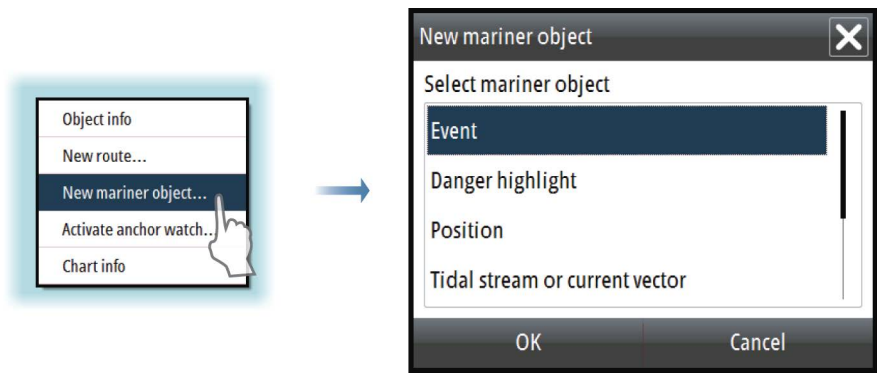 Object info
New route...
New mariner object...
Activate anchor watch...
Chart info
New mariner object
Select mariner object
Event
Danger highlight
Position
Tidal stream or current vector
OK
Cancel